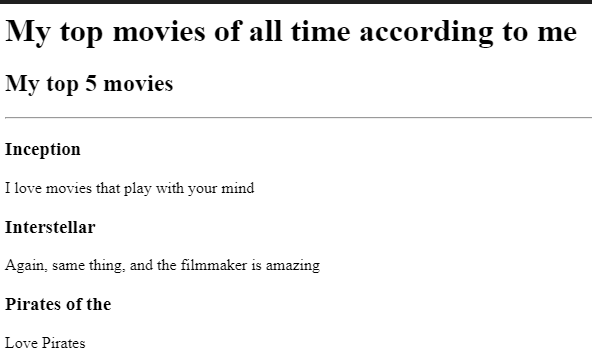 My top movies of all time according to me
My top 5 movies
Inception
I love movies that play with your mind
Interstellar
Again, same thing, and the filmmaker is amazing
Pirates of the
Love Pirates